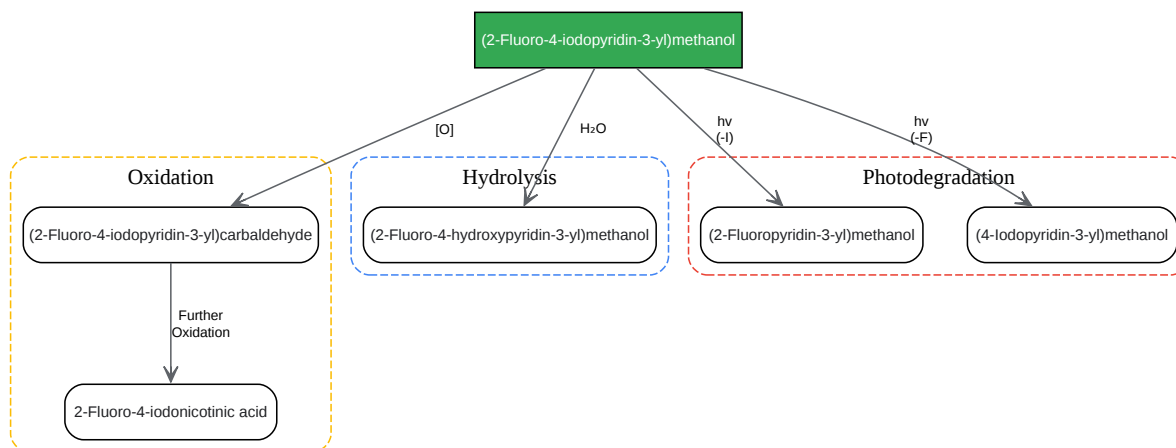 (2-Fluoro-4-iodopyridin-3-yl)methanol
[O]
H₂O
hv
(-I)
hv
(-F)
Oxidation
Hydrolysis
Photodegradation
(2-Fluoro-4-iodopyridin-3-yl)carbaldehyde
(2-Fluoro-4-hydroxypyridin-3-yl)methanol
(2-Fluoropyridin-3-yl)methanol
(4-Iodopyridin-3-yl)methanol
Further
Oxidation
2-Fluoro-4-iodonicotinic acid